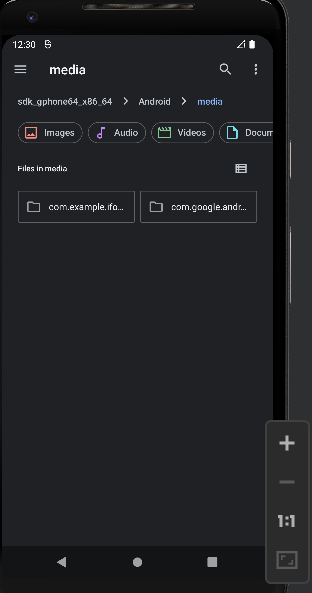 12:30
media
sdk_gphone64_x86_64 > Android > media
Images Audio Videos Docum
Files in media
com.example.ifo... com.google.andr...
1:1